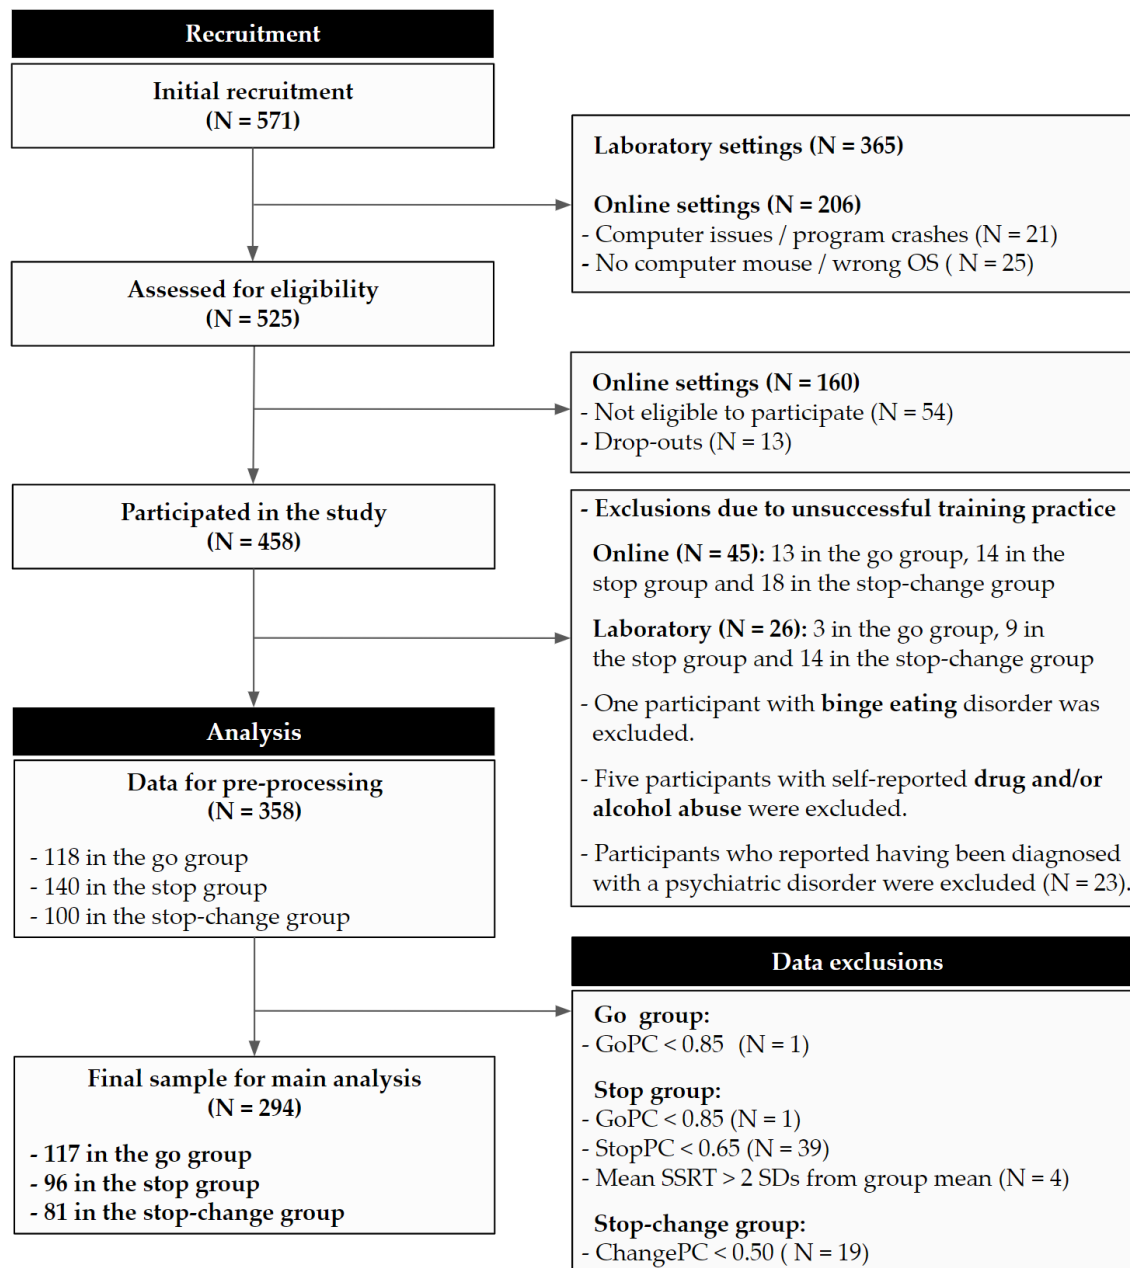 Recruitment
Initial recruitment
(N = 571)
Laboratory settings (N = 365)
Online settings (N = 206)
- Computer issues / program crashes (N = 21)
- No computer mouse / wrong OS ( N = 25)
Assessed for eligibility
(N = 525)
Online settings (N = 160)
- Not eligible to participate (N = 54)
- Drop-outs (N = 13)
Participated in the study
(N = 458)
- Exclusions due to unsuccessful training practice
Online (N = 45): 13 in the go group, 14 in the
stop group and 18 in the stop-change group
Laboratory (N = 26): 3 in the go group, 9 in
the stop group and 14 in the stop-change group
- One participant with binge eating disorder was
excluded.
- Five participants with self-reported drug and/or
alcohol abuse were excluded.
- Participants who reported having been diagnosed
with a psychiatric disorder were excluded (N = 23).
Analysis
Data for pre-processing
(N = 358)
- 118 in the go group
- 140 in the stop group
- 100 in the stop-change group
Data exclusions
Go group:
- GoPC < 0.85 (N = 1)
Stop group:
- GoPC < 0.85 (N = 1)
- StopPC < 0.65 (N = 39)
- Mean SSRT > 2 SDs from group mean (N = 4)
Stop-change group:
- ChangePC < 0.50 ( N = 19)
Final sample for main analysis
(N = 294)
- 117 in the go group
- 96 in the stop group
- 81 in the stop-change group